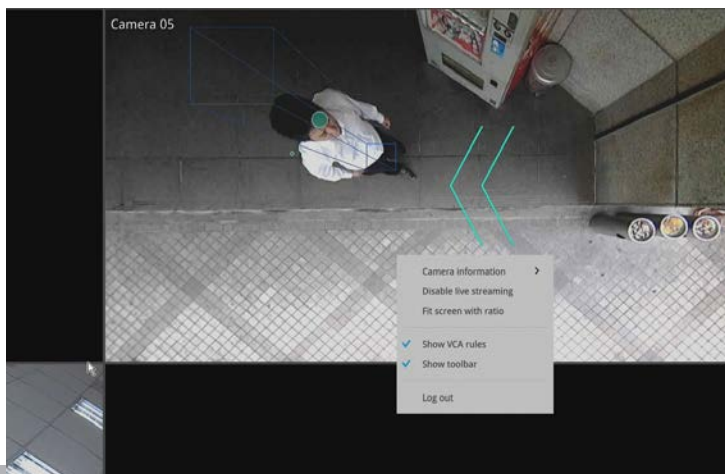 Camera 05
Camera information
Disable live streaming
Fit screen with ratio
Show VCA rules
Show toolbar
Log out